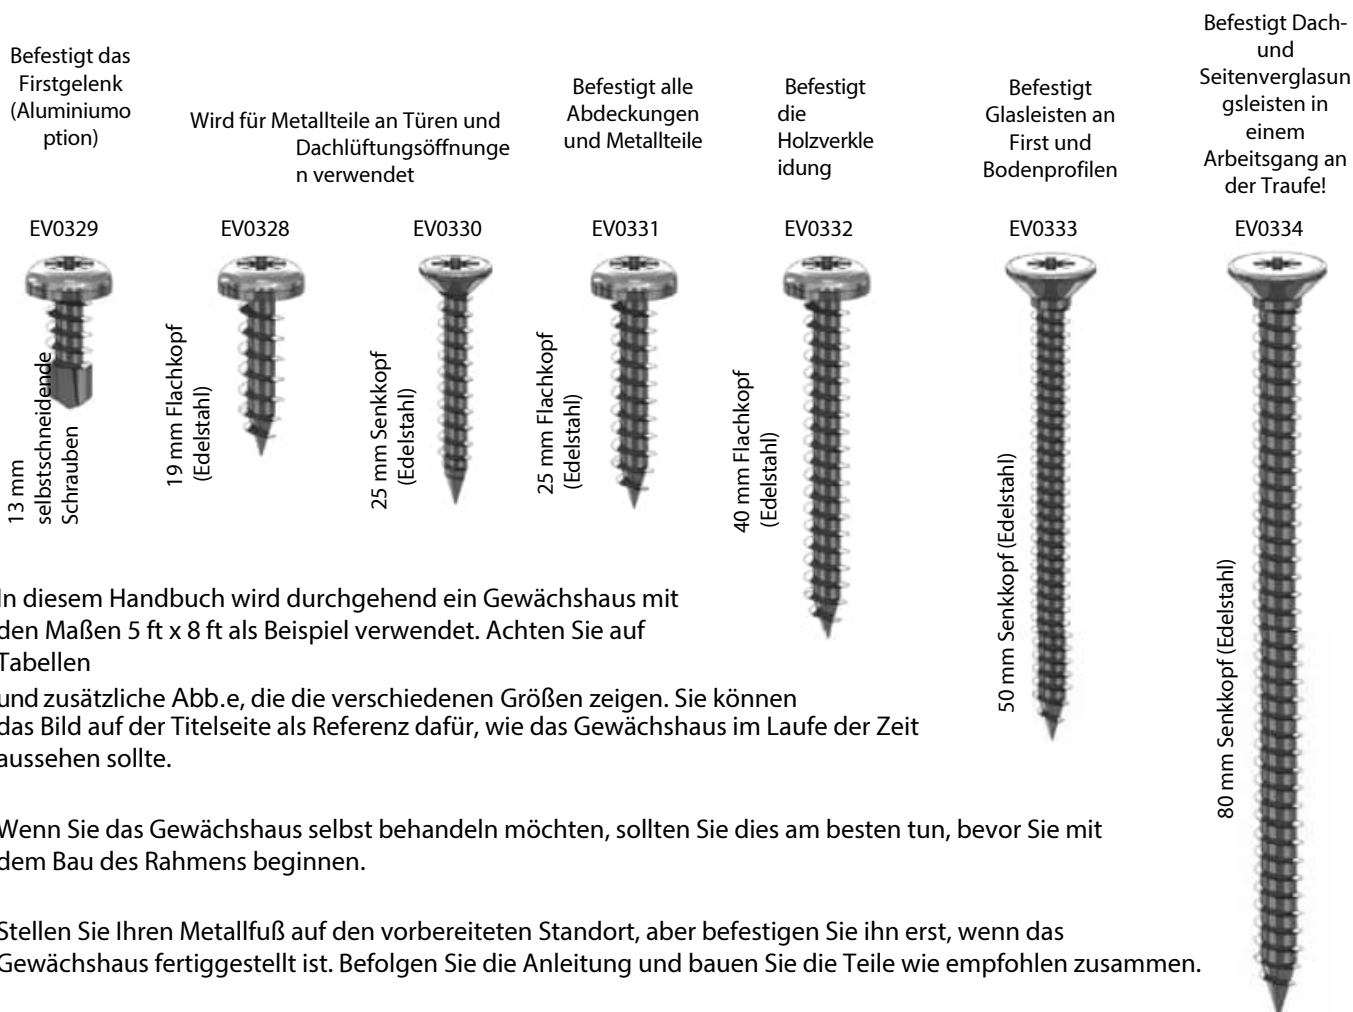 Befestigt das
Firstgelenk
(Aluminiumo
ption)
Wird für Metallteile an Türen und
Dachlüftungsöffnunge
n verwendet
Befestigt alle
Abdeckungen
und Metallteile
Befestigt
die
Holzverkle
idung
Befestigt
Glasleisten an
First und
Bodenprofilen
Befestigt Dach-
und
Seitenverglasun
gsleisten in
einem
Arbeitsgang an
der Traufe!
EV0329
EV0328
EV0330
EV0331
EV0332
EV0333
EV0334
13 mm
selbstschneidende
Schrauben
19 mm Flachkopf
(Edelstahl)
25 mm Senkkopf
(Edelstahl)
25 mm Flachkopf
(Edelstahl)
40 mm Flachkopf
(Edelstahl)
50 mm Senkkopf (Edelstahl)
80 mm Senkkopf (Edelstahl)
In diesem Handbuch wird durchgehend ein Gewächshaus mit
den Maßen 5 ft x 8 ft als Beispiel verwendet. Achten Sie auf
Tabellen
und zusätzliche Abb.e, die die verschiedenen Größen zeigen. Sie können
das Bild auf der Titelseite als Referenz dafür, wie das Gewächshaus im Laufe der Zeit
aussehen sollte.
Wenn Sie das Gewächshaus selbst behandeln möchten, sollten Sie dies am besten tun, bevor Sie mit
dem Bau des Rahmens beginnen.
Stellen Sie Ihren Metallfuß auf den vorbereiteten Standort, aber befestigen Sie ihn erst, wenn das
Gewächshaus fertiggestellt ist. Befolgen Sie die Anleitung und bauen Sie die Teile wie empfohlen zusammen.